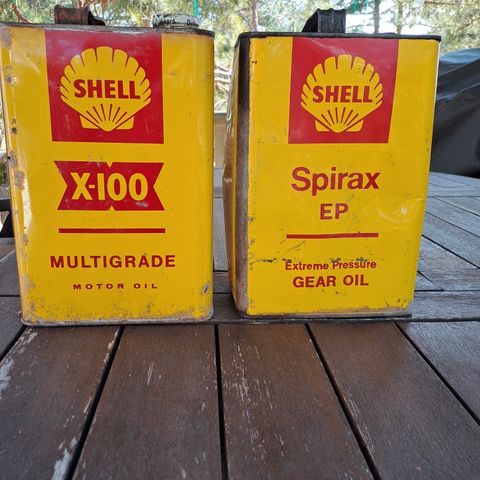 SHELL
X-100
MULTIGRADE
MOTOR OIL
SHELL
Spirax
EP
Extreme Pressure
GEAR OIL